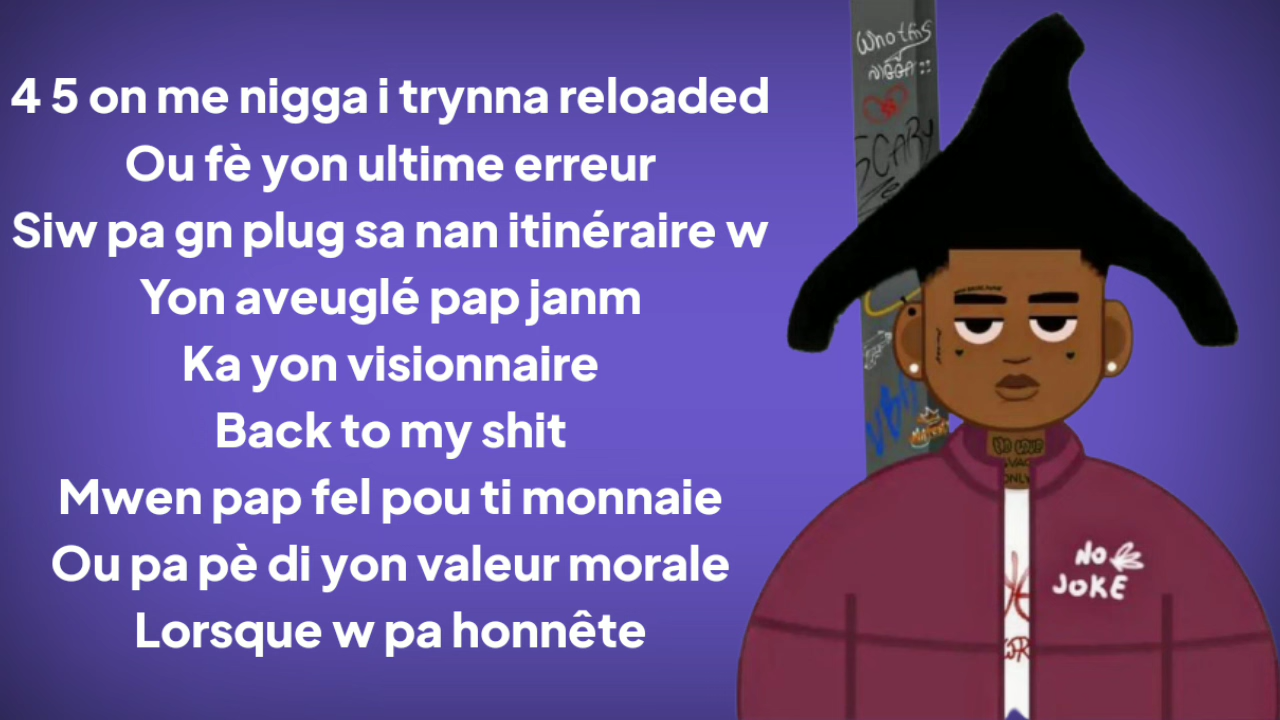 4 5 on me nigga i trynna reloaded
Ou fè yon ultime erreur
Siw pa gn plug sa nan itinéraire w
Yon aveuglé pap janm
Ka yon visionnaire
Back to my shit
Mwen pap fel pou ti monnaie
Ou pa pè di yon valeur morale
Lorsque w pa honnête
SCARY
NO
JOKE